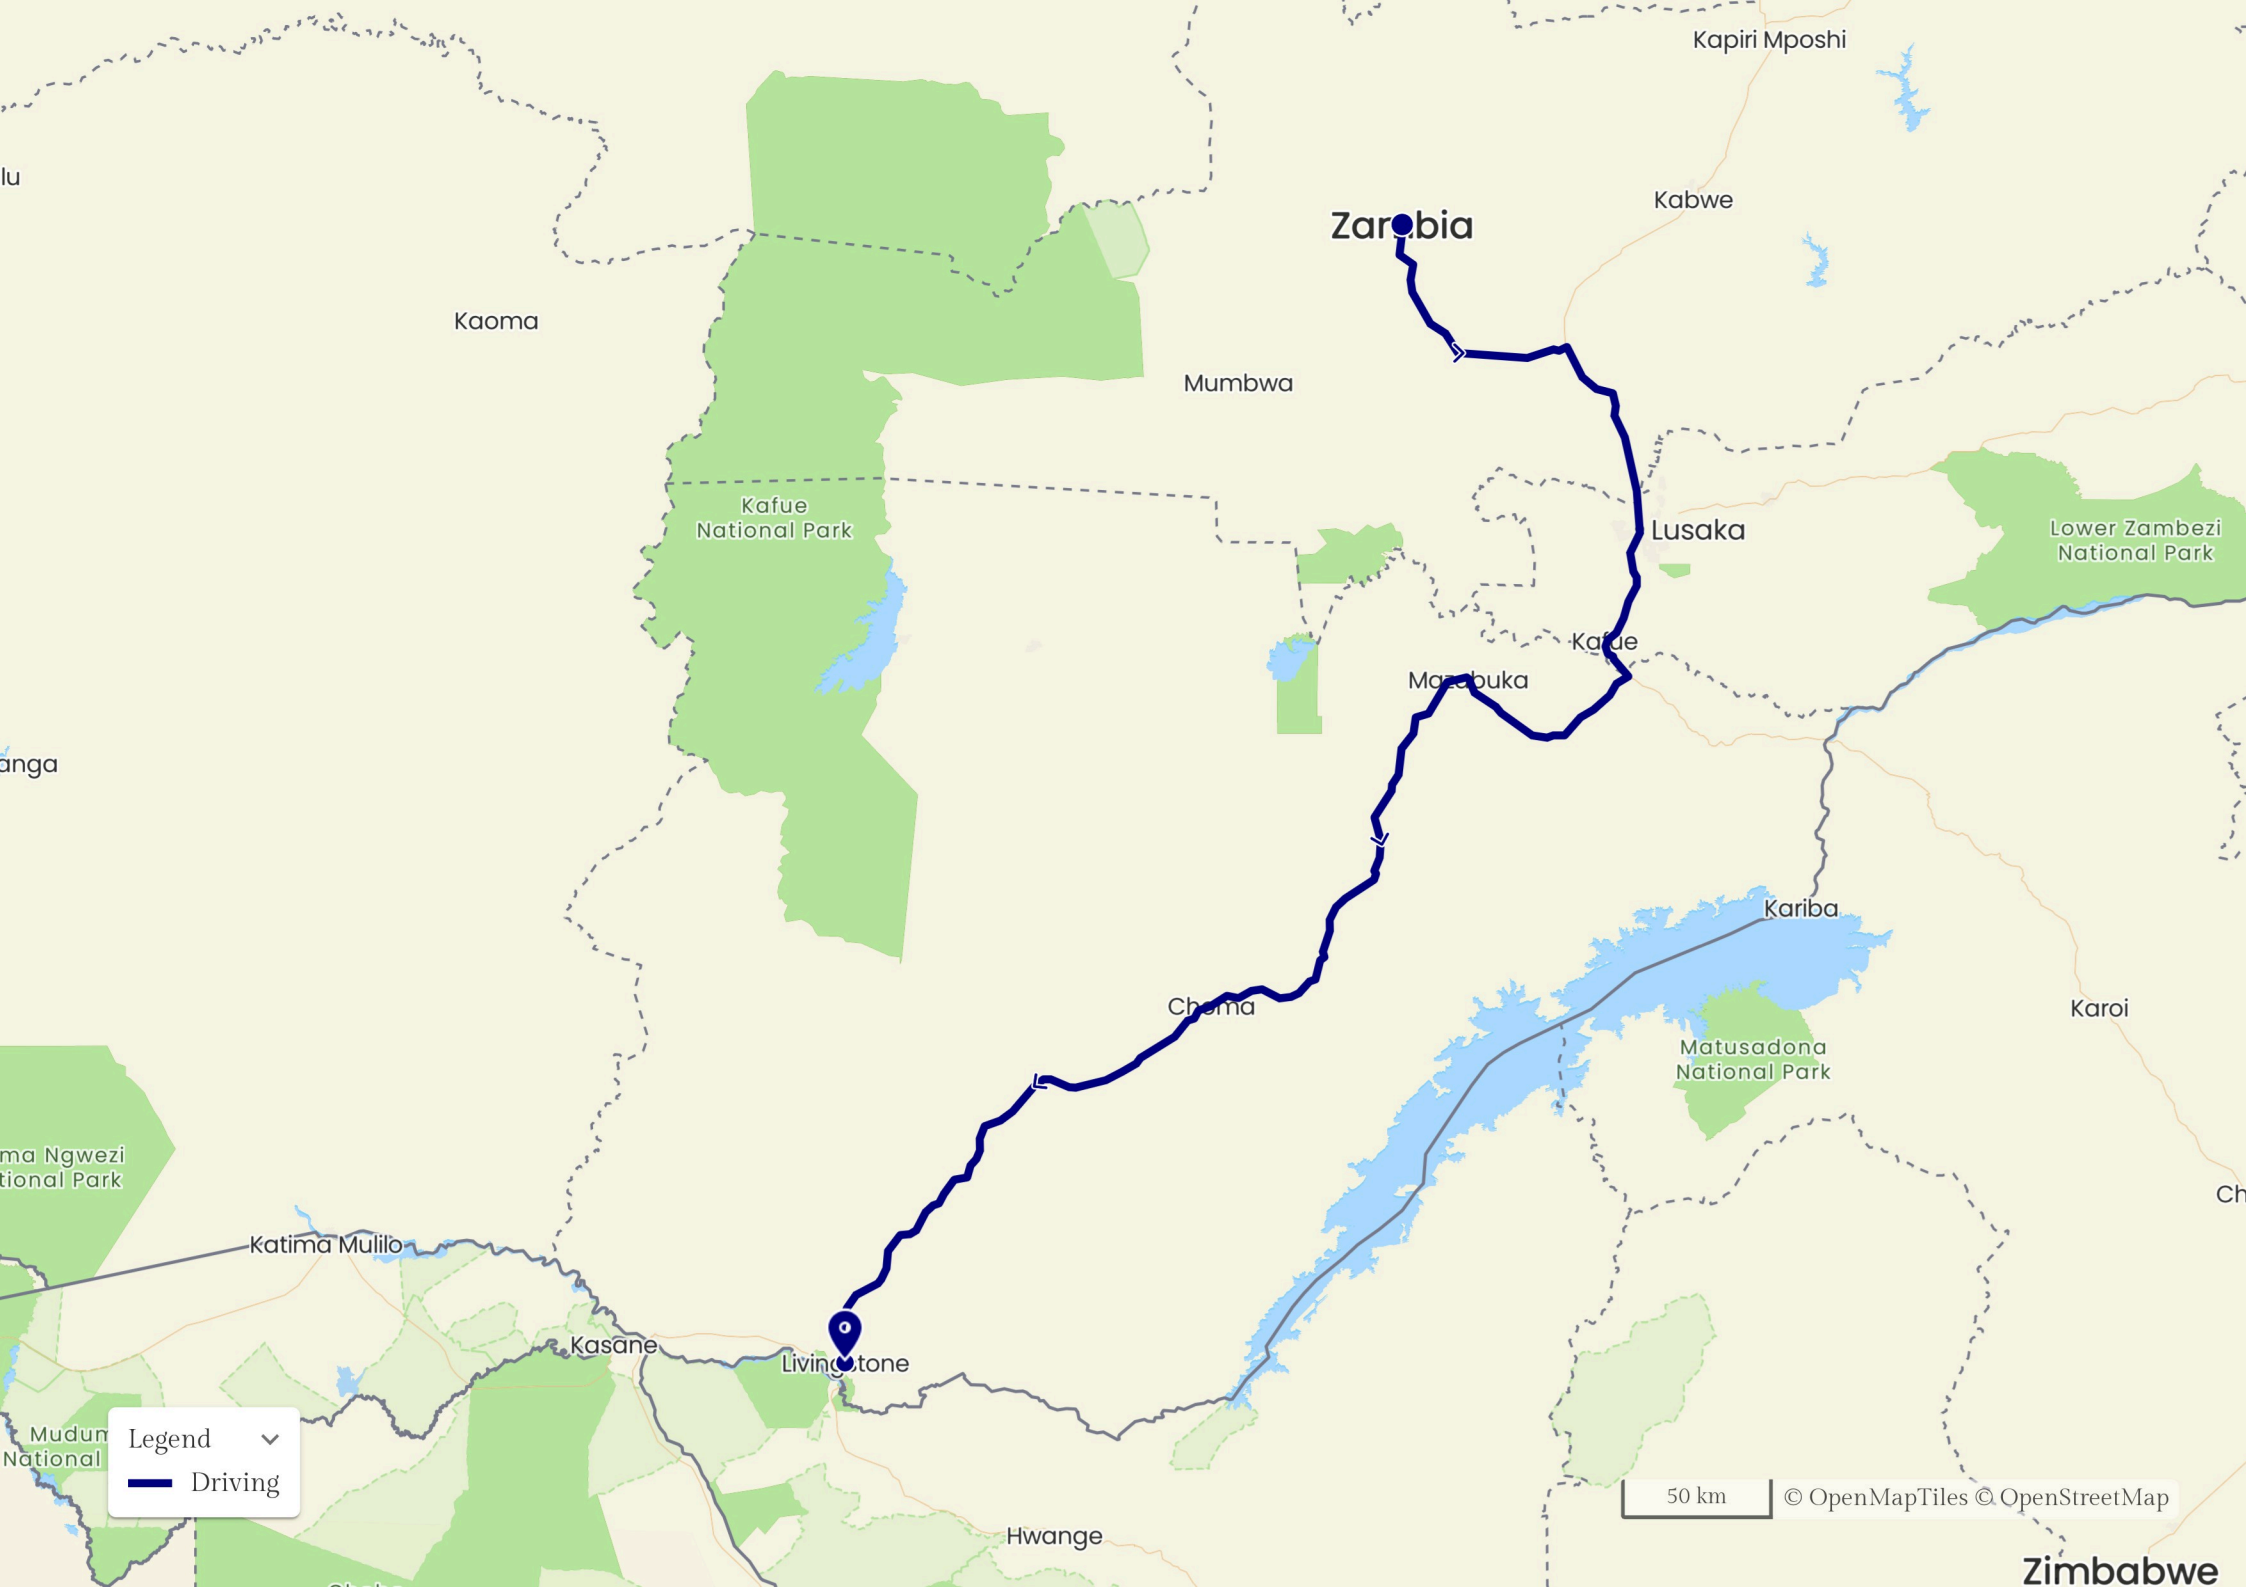 Kapiri Mposhi
lu
Kabwe
Zambia
Kaoma
Mumbwa
Kafue
National Park
Lusaka
Lower Zambezi
National Park
Kafue
Mazabuka
anga
Kariba
Choma
Karoi
Matusadona
National Park
ma Ngwezi
tional Park
Ch
Katima Mulilo
Kasane
Livingstone
Mudum
National
Legend
Driving
50 km
© OpenMapTiles © OpenStreetMap
Hwange
Zimbabwe